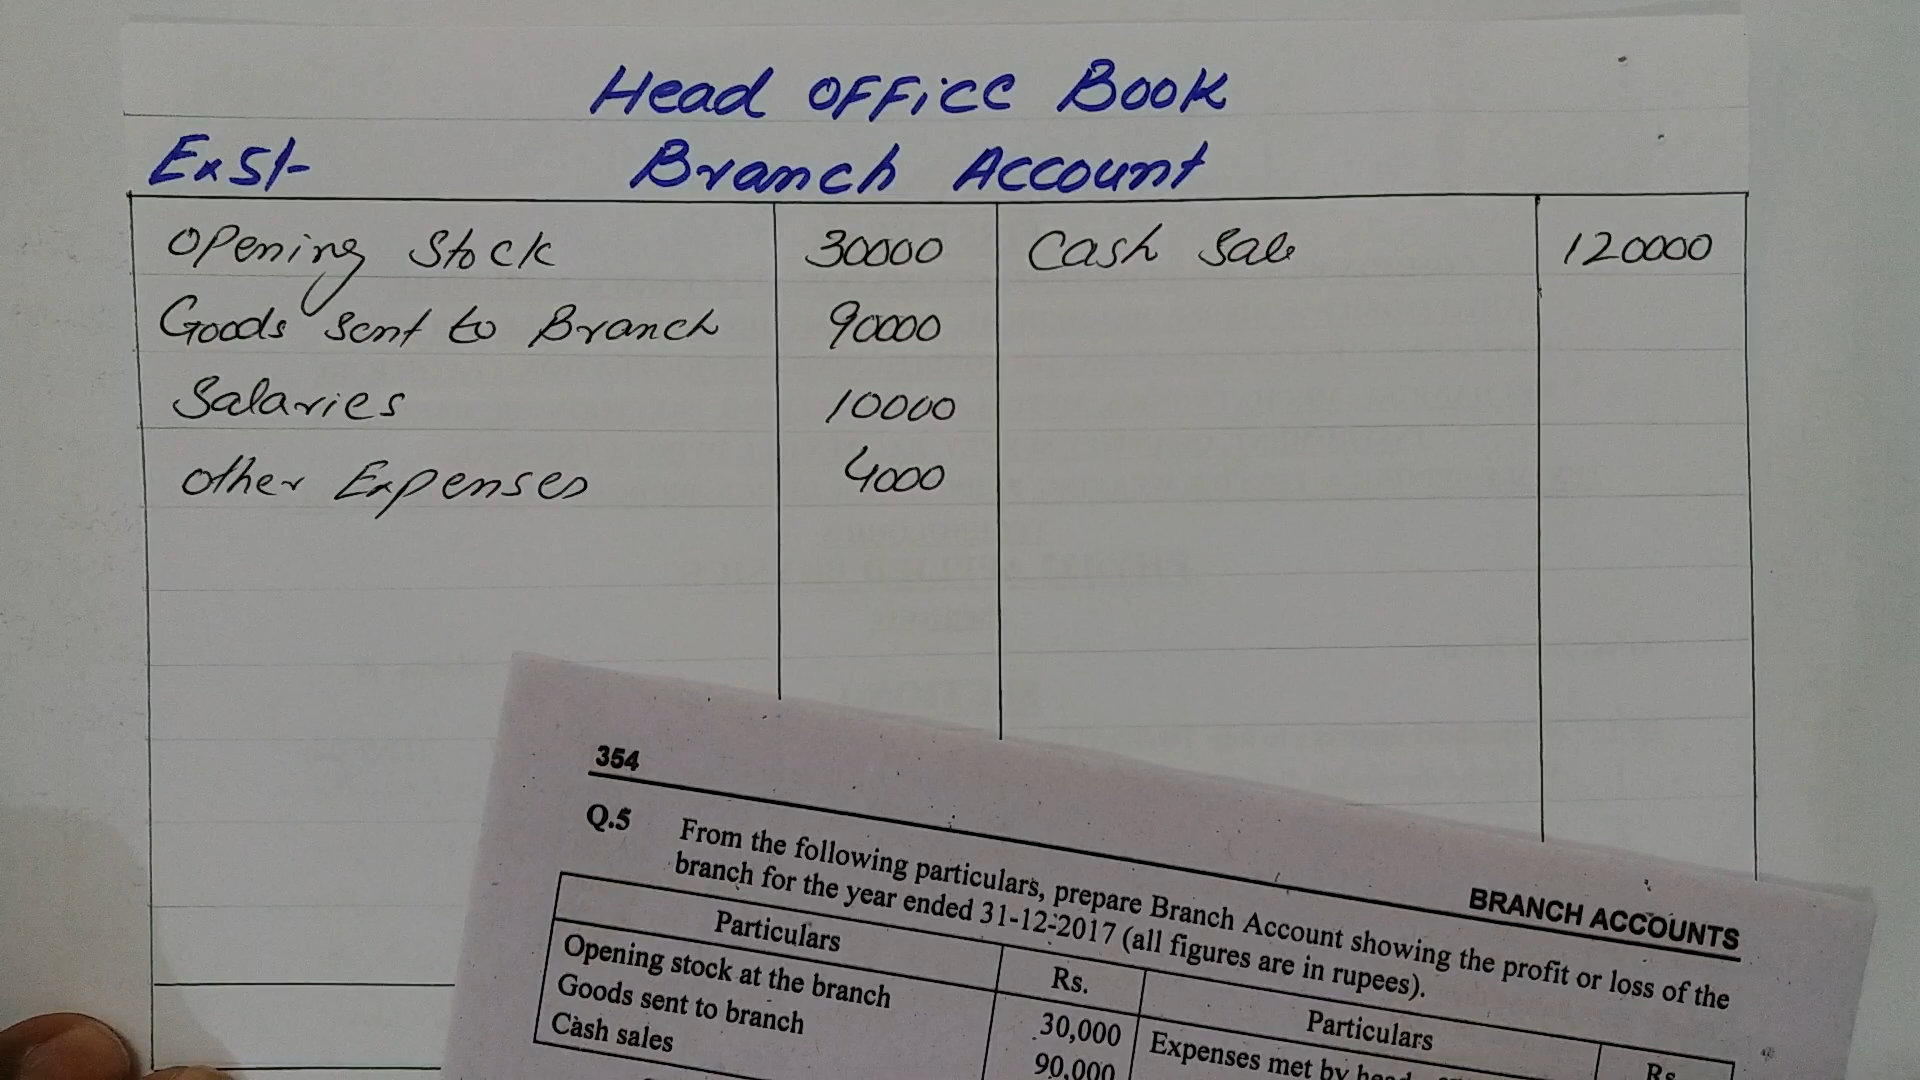 Head Office Book
Ex 5/- Branch Account
Opening Stock 30000 Cash Sale 120000
Goods Sent to Branch 90000
Salaries 10000
Other Expenses 4000
354
BRANCH ACCOUNTS
Q.5 From the following particulars, prepare Branch Account showing the profit or loss of the
branch for the year ended 31-12-2017 (all figures are in rupees).
Particulars Rs. Particulars Rs
Opening stock at the branch 30,000 Expenses met by
Goods sent to branch 90,000
Cash sales